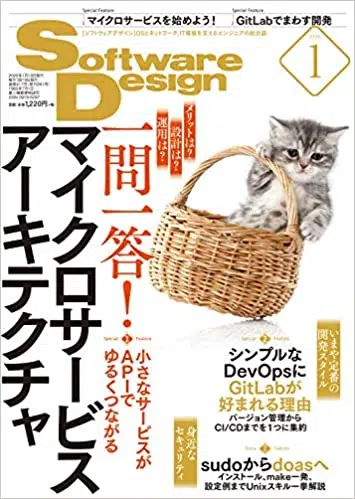 Special Feature
マイクロサービスを始めよう!
Special Feature
GitLabでまわす開発
[ソフトウェアデザイン]OSとネットワーク、IT環境を支えるエンジニアの総合誌
Software
Design
1
定価 本体1,220円+税
メリットは?
設計は?
運用は?
一問一答!
マイクロサービス
アーキテクチャ
Special 1 Feature
小さなサービスが
APIで
ゆるくつながる
いまや定番の
開発スタイル
Special 2 Feature
シンプルな
DevOpsに
GitLabが
好まれる理由
バージョン管理から
CI/CDまでを1つに集約
身近な
セキュリティ
Feature
sudoからdoasへ
インストール、make一発、
設定例までUnixスキル一挙解説